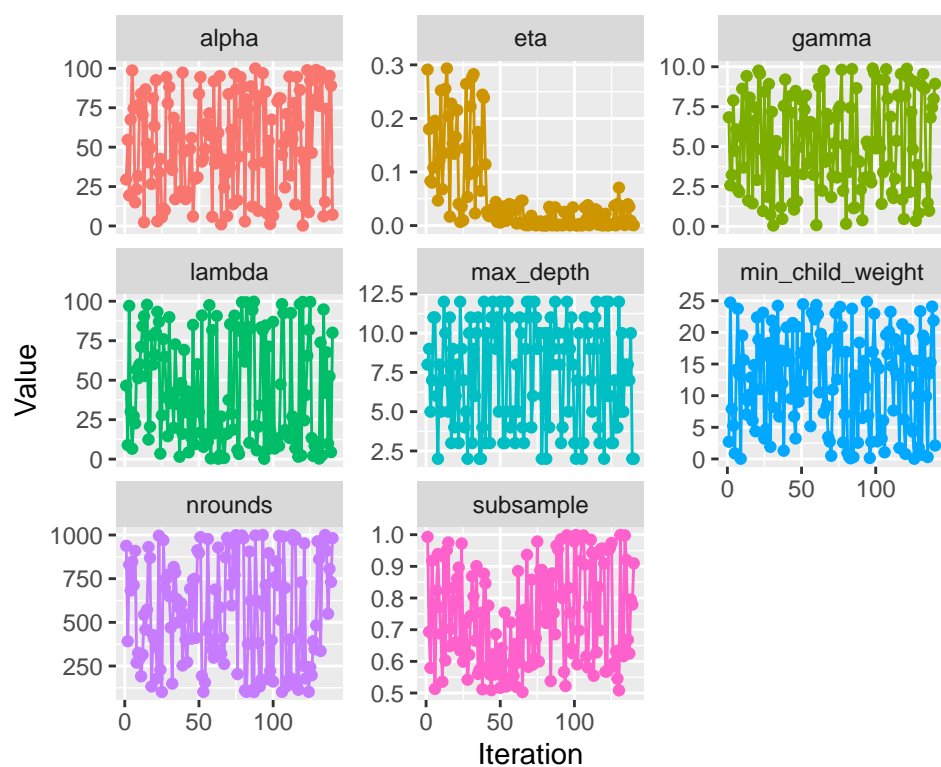 alpha eta gamma
100 0.3 10.0
75 0.2 7.5
50 0.1 5.0
25 0.0 2.5
0 0.0
lambda max_depth min_child_weight
100 12.5 25
75 10.0 20
50 7.5 15
25 5.0 10
0 2.5 5
0
nrounds subsample
0 50 100
1000 1.0
750 0.9
500 0.8
250 0.7
0.6
0.5
0 50 100 0 50 100
Value
Iteration